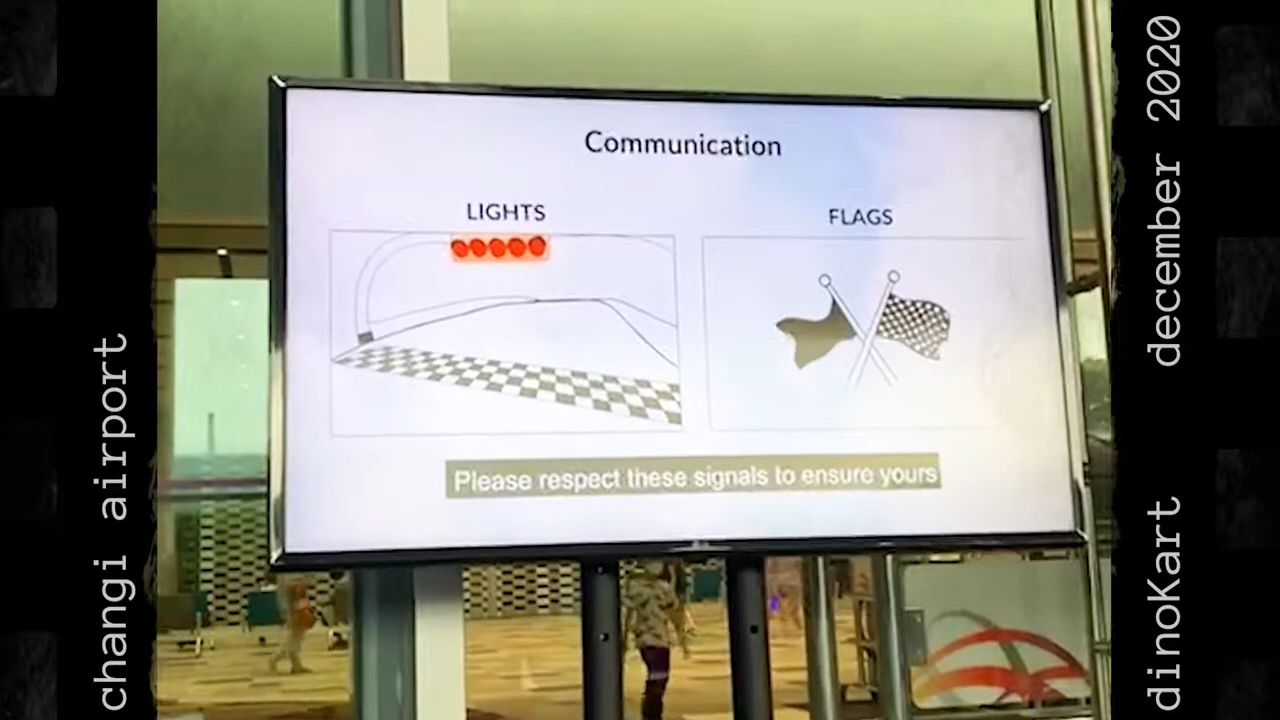 changi airport
Communication
LIGHTS
FLAGS
Please respect these signals to ensure yours
december 2020
dinoKart